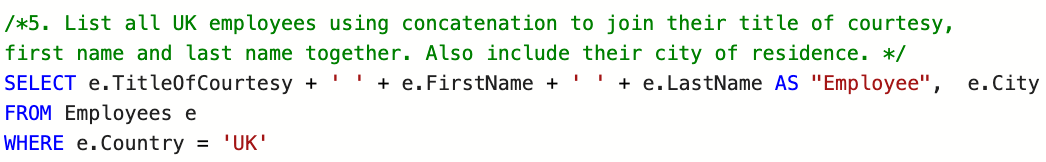 /*5. List all UK employees using concatenation to join their title of courtesy,
first name and last name together. Also include their city of residence. */
SELECT e.TitleOfCourtesy + ' ' + e.FirstName + ' ' + e.LastName AS "Employee",  e.City
FROM Employees e
WHERE e.Country = 'UK'